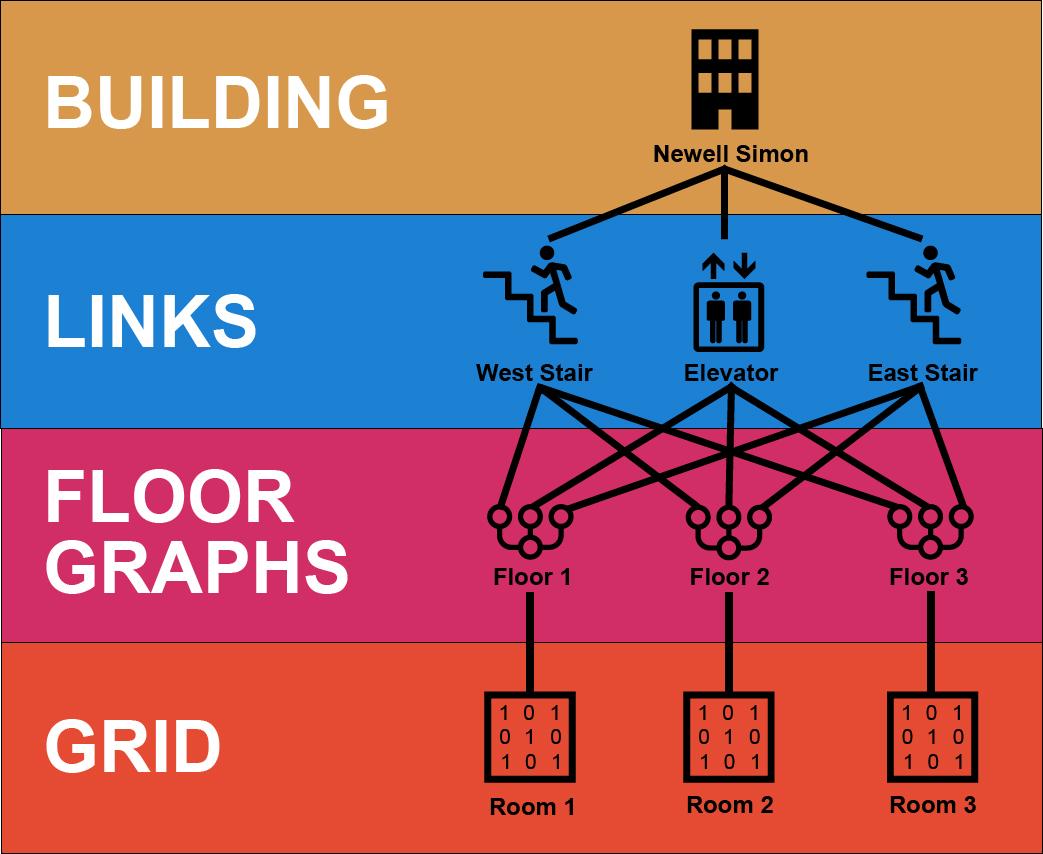 BUILDING
Newell Simon
LINKS
West Stair
Elevator
East Stair
FLOOR
GRAPHS
Floor 1
Floor 2
Floor 3
GRID
1 0 1
0 1 0
1 0 1
Room 1
1 0 1
0 1 0
1 0 1
Room 2
1 0 1
0 1 0
1 0 1
Room 3